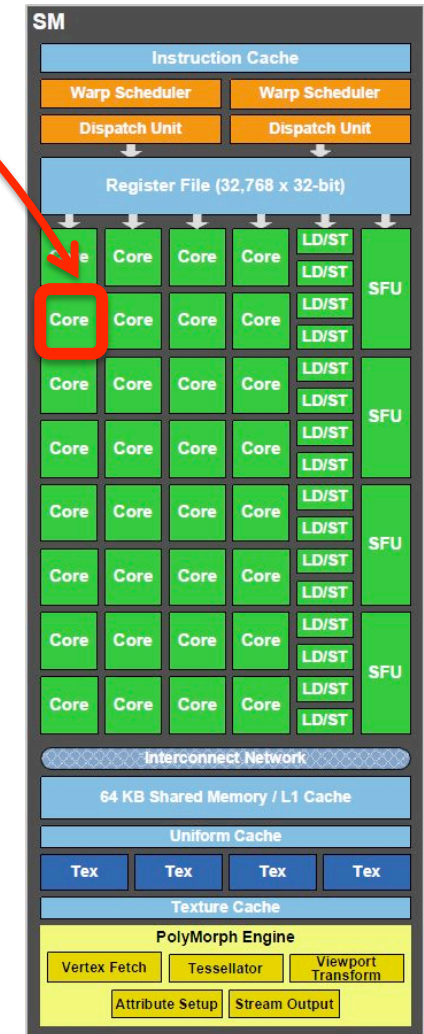 SM
Instruction Cache
Warp Scheduler Warp Scheduler
Dispatch Unit Dispatch Unit
Register File (32,768 x 32-bit)
Core Core Core Core LD/ST LD/ST SFU
Core Core Core Core LD/ST LD/ST
Core Core Core Core LD/ST LD/ST SFU
Core Core Core Core LD/ST LD/ST
Core Core Core Core LD/ST LD/ST SFU
Core Core Core Core LD/ST LD/ST
Core Core Core Core LD/ST LD/ST SFU
Core Core Core Core LD/ST LD/ST
Interconnect Network
64 KB Shared Memory / L1 Cache
Uniform Cache
Tex Tex Tex Tex
Texture Cache
PolyMorph Engine
Vertex Fetch Tessellator Viewport Transform
Attribute Setup Stream Output